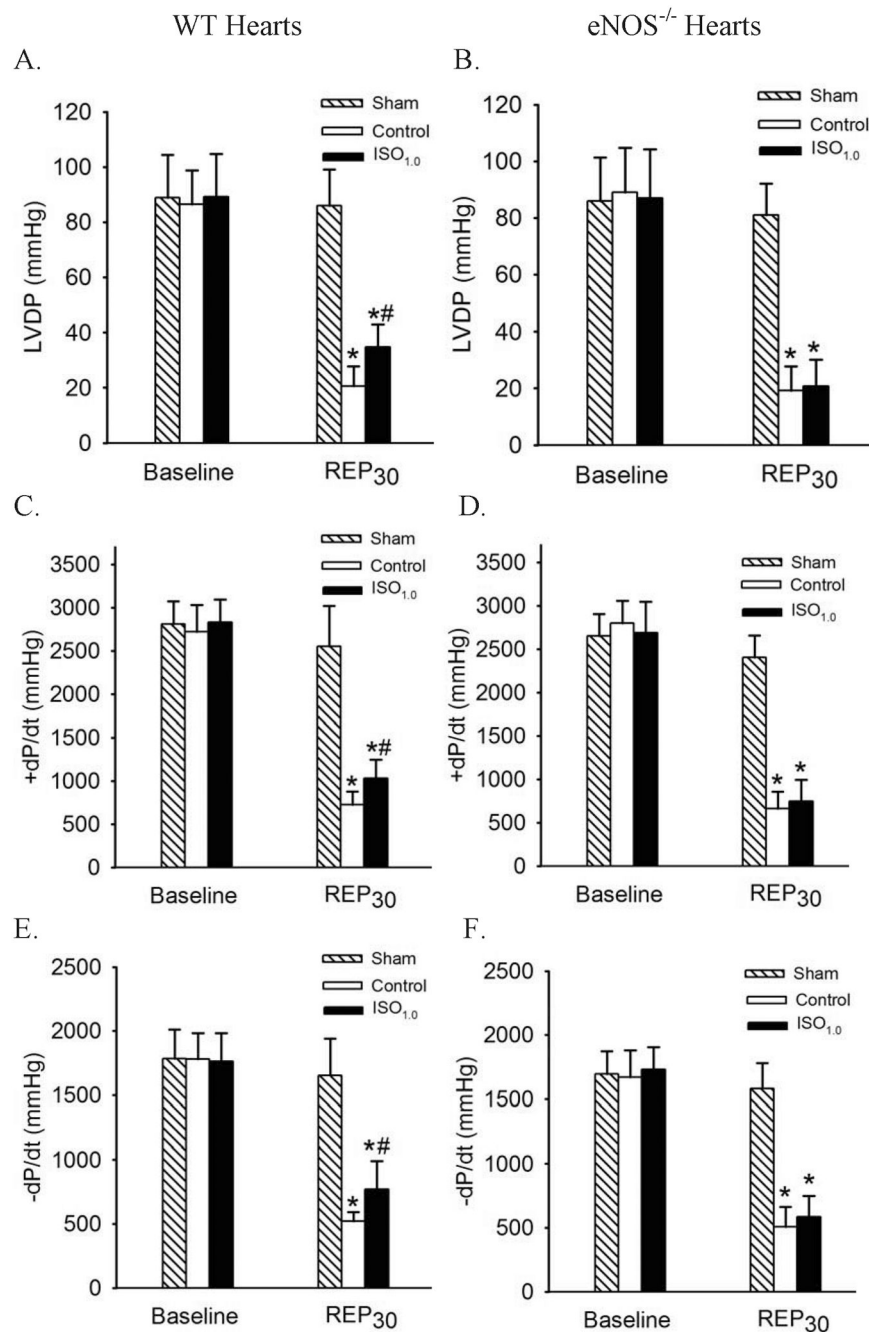 WT Hearts
eNOS-/- Hearts
A.
120
100
80
60
40
20
0
LVDP (mmHg)
Sham
Control
ISO1.0
*
*#
Baseline
REP30
B.
120
100
80
60
40
20
0
LVDP (mmHg)
Sham
Control
ISO1.0
*
*
Baseline
REP30
C.
3500
3000
2500
2000
1500
1000
500
0
+dP/dt (mmHg)
Sham
Control
ISO1.0
*
*#
Baseline
REP30
D.
3500
3000
2500
2000
1500
1000
500
0
+dP/dt (mmHg)
Sham
Control
ISO1.0
*
*
Baseline
REP30
E.
2500
2000
1500
1000
500
0
-dP/dt (mmHg)
Sham
Control
ISO1.0
*
*#
Baseline
REP30
F.
2500
2000
1500
1000
500
0
-dP/dt (mmHg)
Sham
Control
ISO1.0
*
*
Baseline
REP30